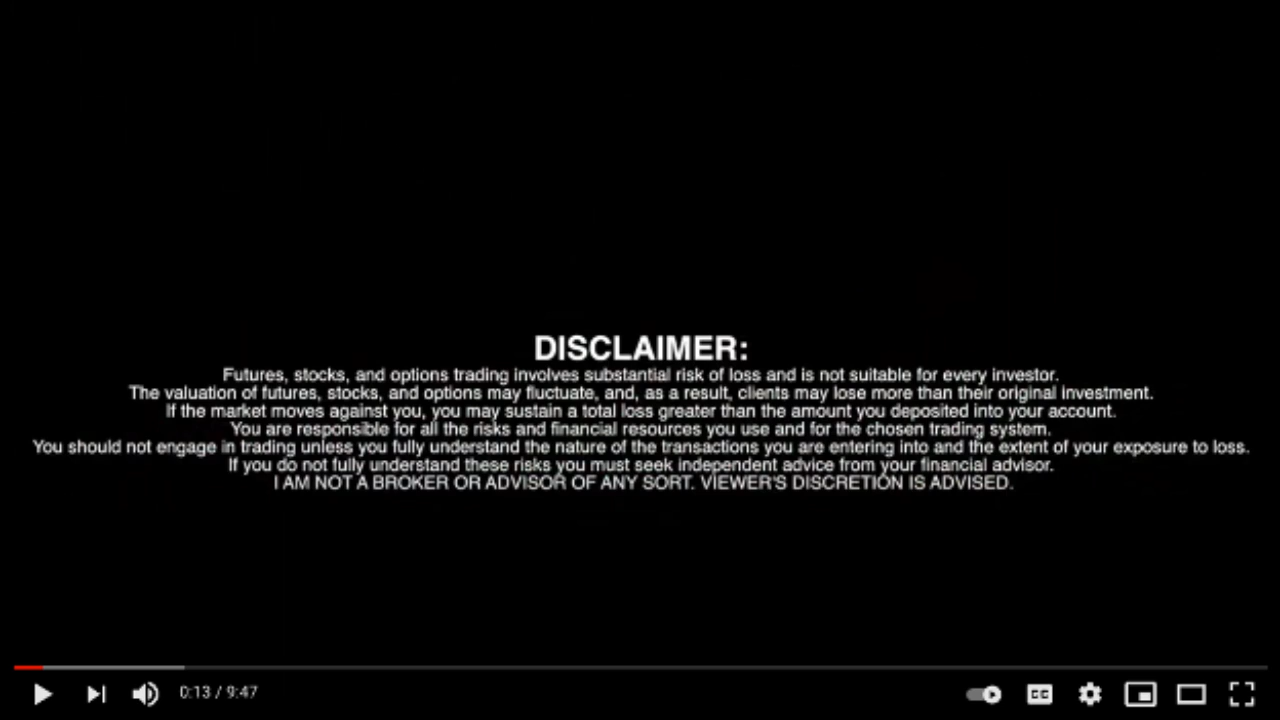 DISCLAIMER:
Futures, stocks, and options trading involves substantial risk of loss and is not suitable for every investor.
The valuation of futures, stocks, and options may fluctuate, and, as a result, clients may lose more than their original investment.
If the market moves against you, you may sustain a total loss greater than the amount you deposited into your account.
You are responsible for all the risks and financial resources you use and for the chosen trading system.
You should not engage in trading unless you fully understand the nature of the transactions you are entering into and the extent of your exposure to loss.
If you do not fully understand these risks you must seek independent advice from your financial advisor.
I AM NOT A BROKER OR ADVISOR OF ANY SORT. VIEWER'S DISCRETION IS ADVISED.
0:13 / 9:47 CC